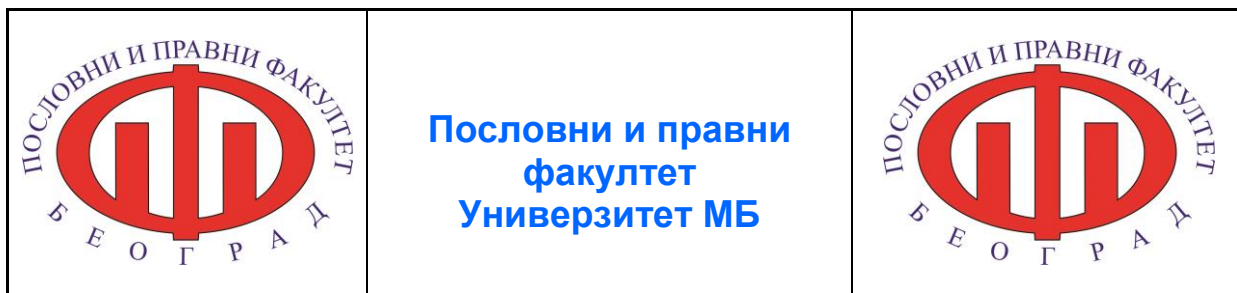 ПОСЛОВНИ И ПРАВНИ ФАКУЛТЕТ
БЕОГРАД
Пословни и правни
факултет
Универзитет МБ
ПОСЛОВНИ И ПРАВНИ ФАКУЛТЕТ
БЕОГРАД